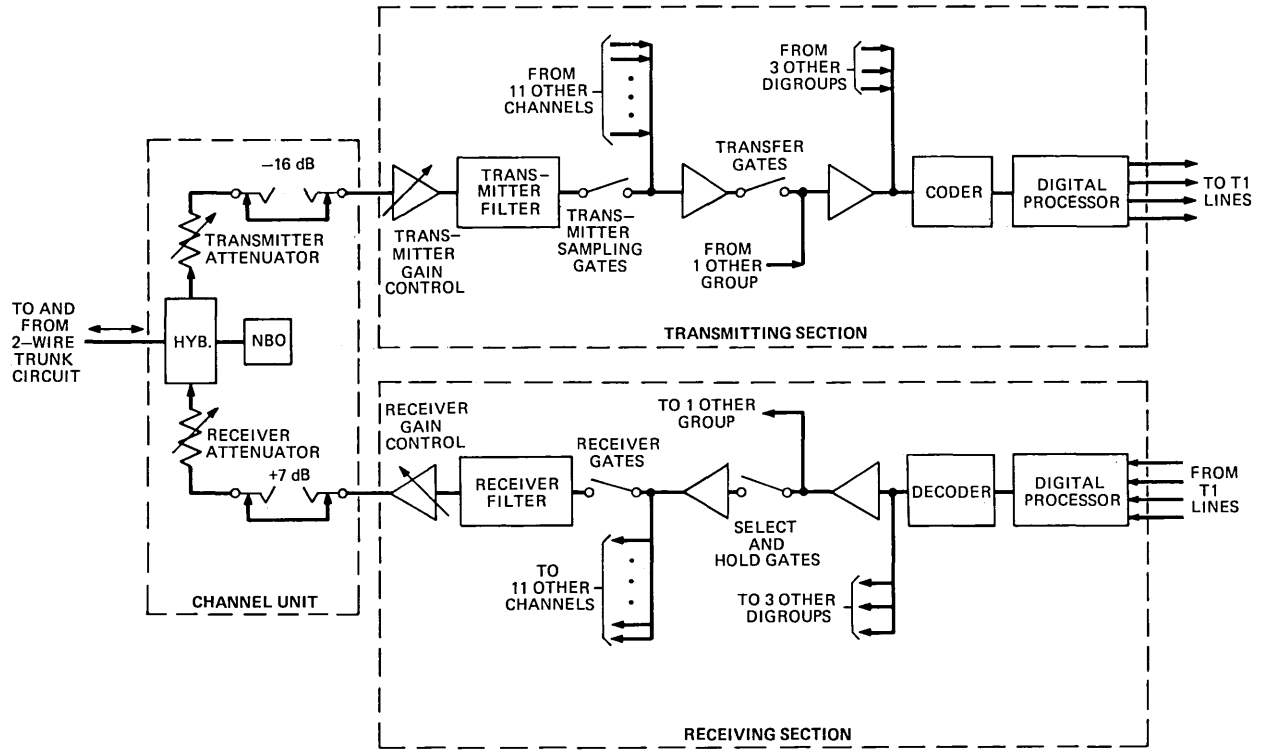 FROM
11 OTHER
CHANNELS
FROM
3 OTHER
DIGROUPS
TRANSFER
GATES
–16 dB
TRANS–
MITTER
FILTER
CODER
DIGITAL
PROCESSOR
TO T1
LINES
TRANSMITTER
ATTENUATOR
TRANS–
MITTER
GAIN
CONTROL
TRANS–
MITTER
SAMPLING
GATES
FROM
1 OTHER
GROUP
TO AND
FROM
2–WIRE
TRUNK
CIRCUIT
HYB.
NBO
TRANSMITTING SECTION
RECEIVER
ATTENUATOR
+7 dB
CHANNEL UNIT
RECEIVER
GAIN
CONTROL
RECEIVER
FILTER
RECEIVER
GATES
TO 1 OTHER
GROUP
SELECT
AND
HOLD GATES
DECODER
DIGITAL
PROCESSOR
FROM
T1
LINES
TO
11 OTHER
CHANNELS
TO 3 OTHER
DIGROUPS
RECEIVING SECTION